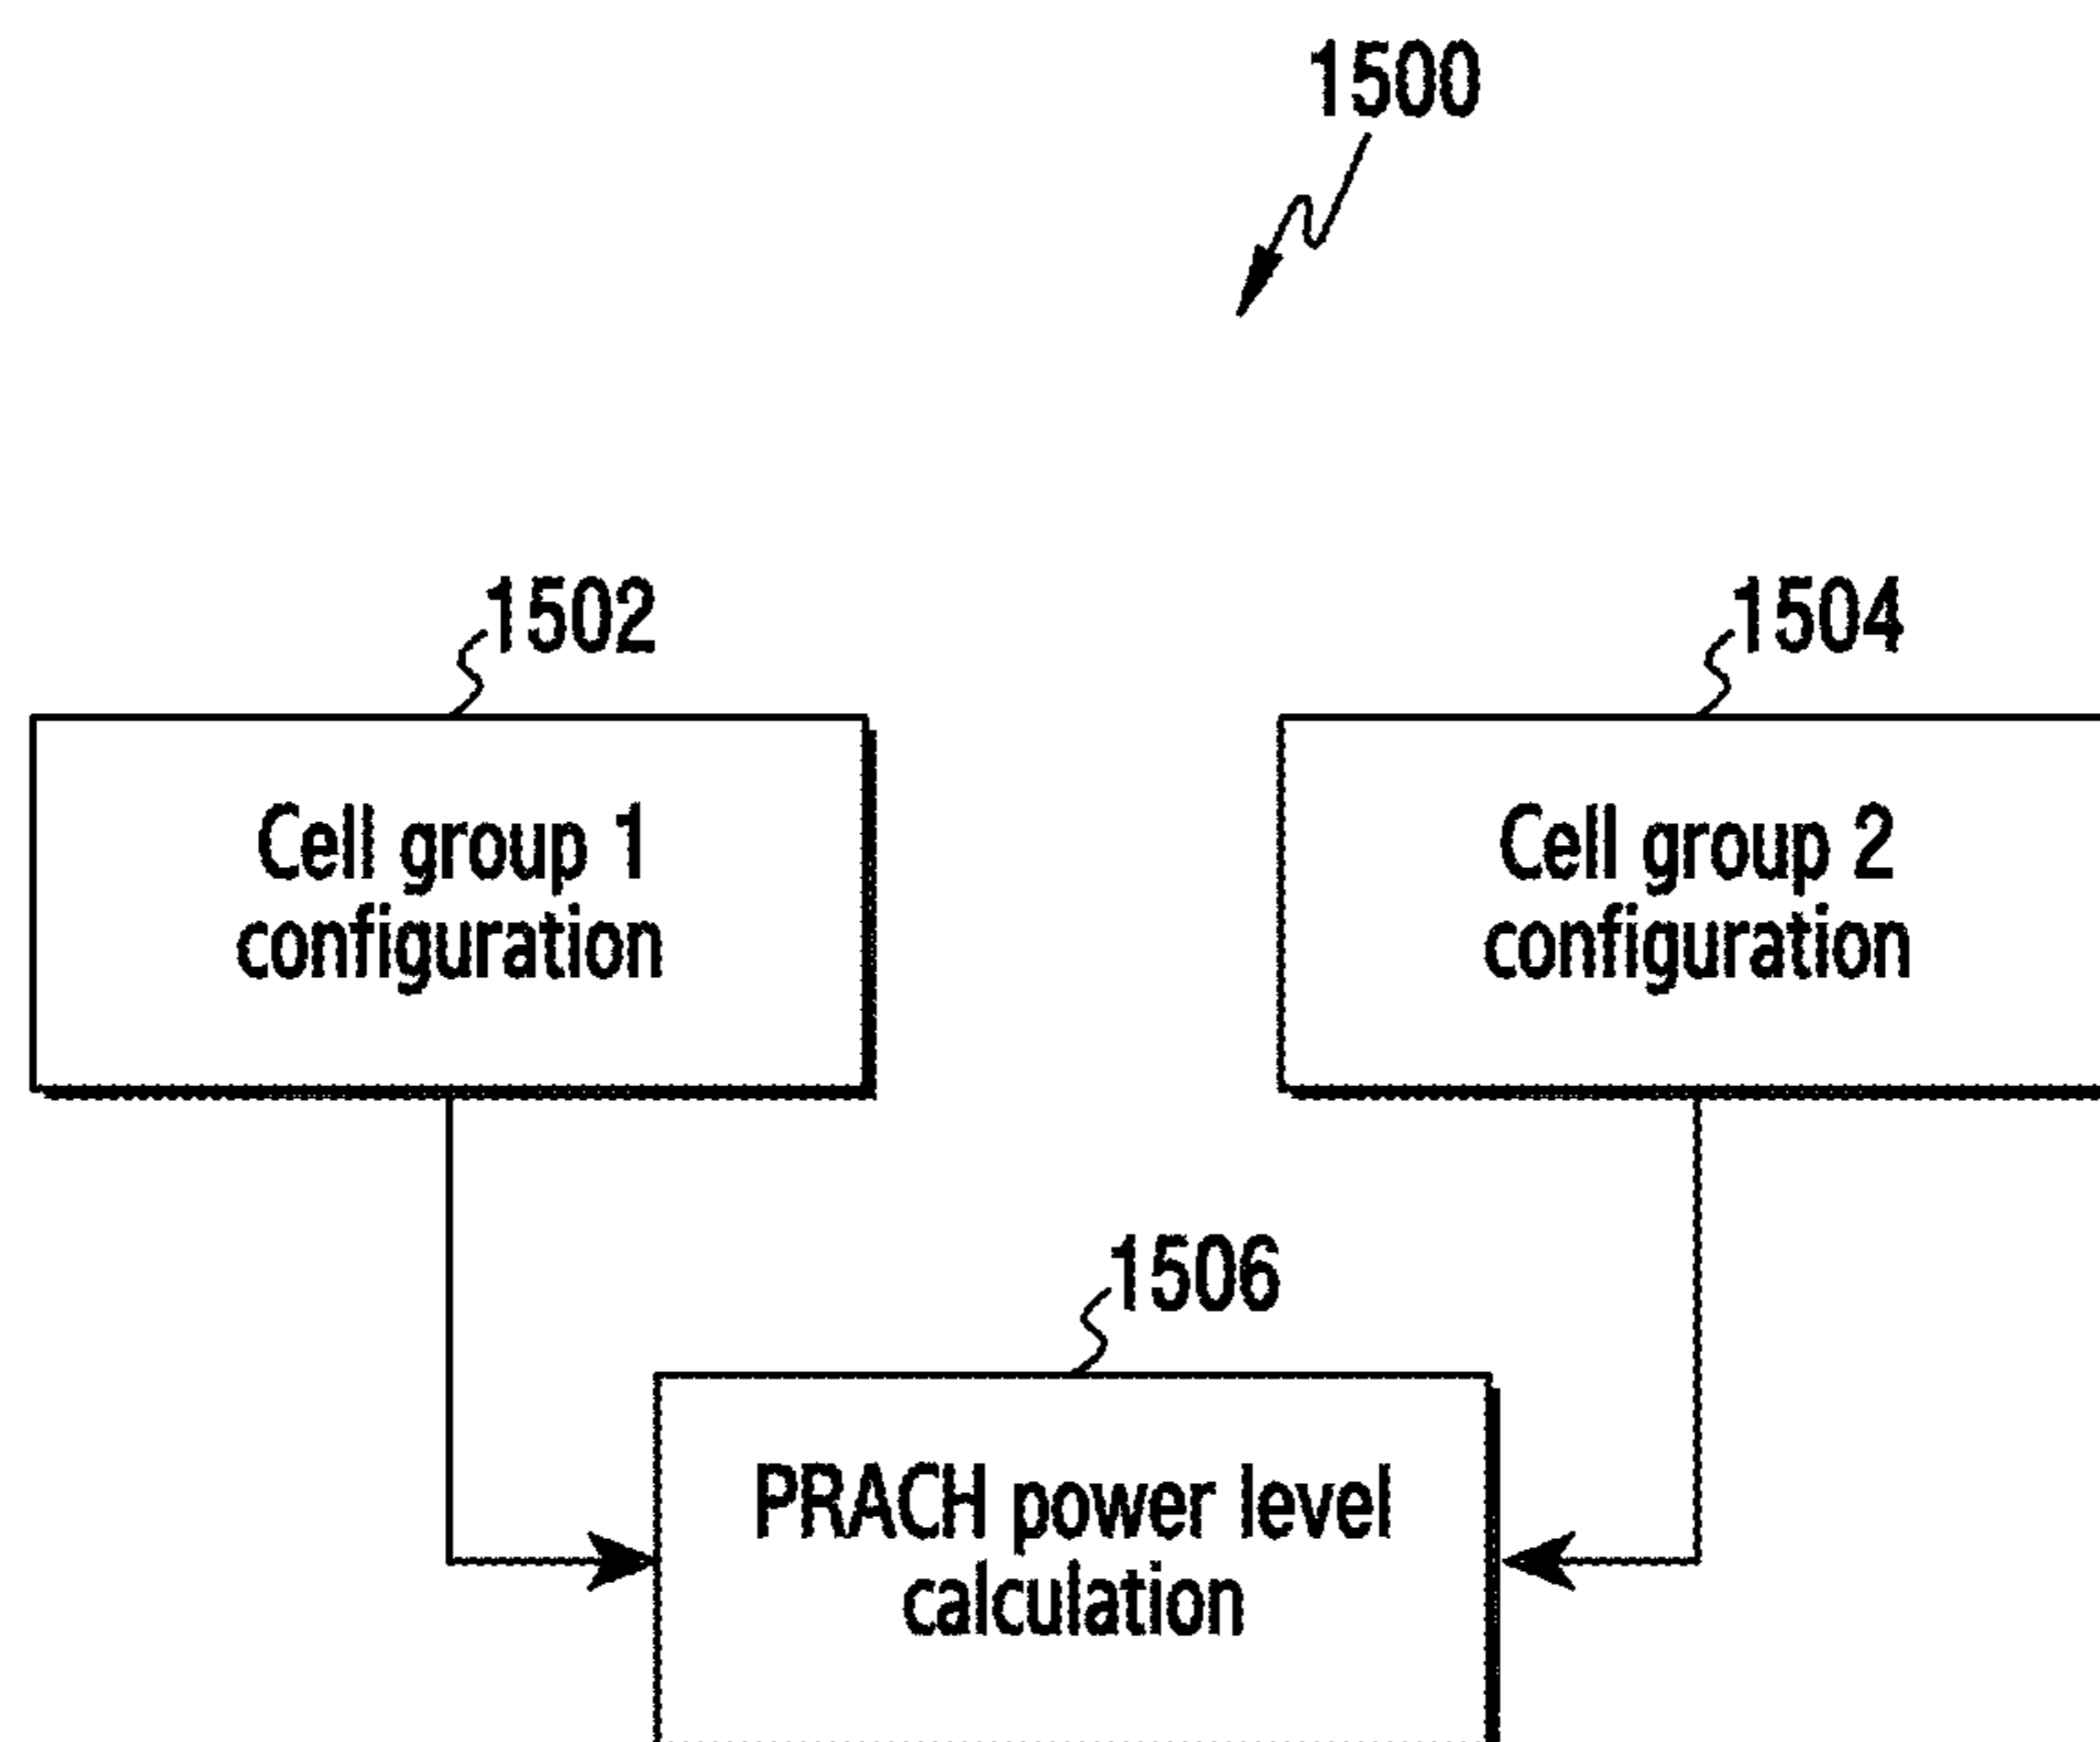 1500
1502
1504
Cell group 1
configuration
Cell group 2
configuration
1506
PRACH power level
calculation